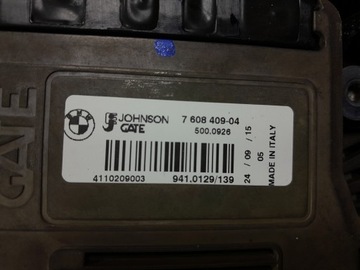 JOHNSON 7 608 409-04
GATE 500.0926
4110209003 941.0129/139
24 / 09 / 15
05
MADE IN ITALY
GATE